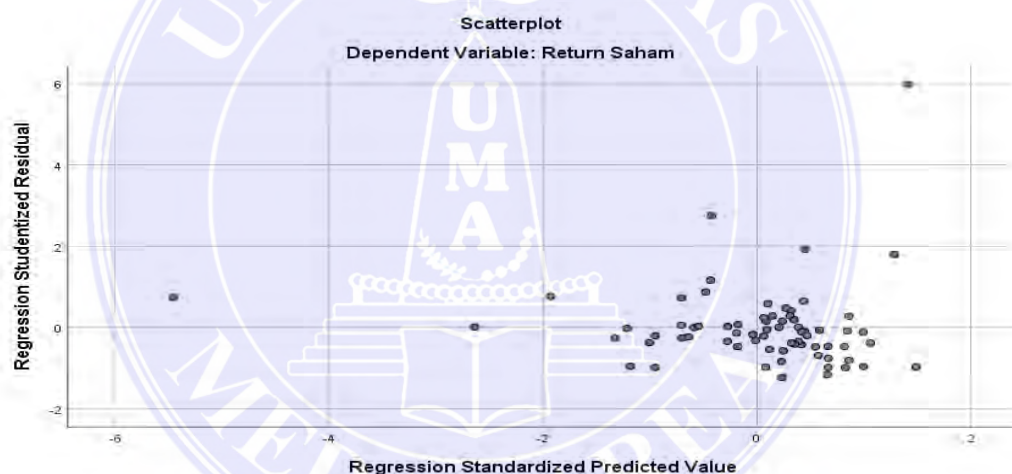 Scatterplot
Dependent Variable: Return Saham
Regression Studentized Residual
6
4
2
0
-2
-6
-4
-2
0
2
Regression Standardized Predicted Value
U
M
A